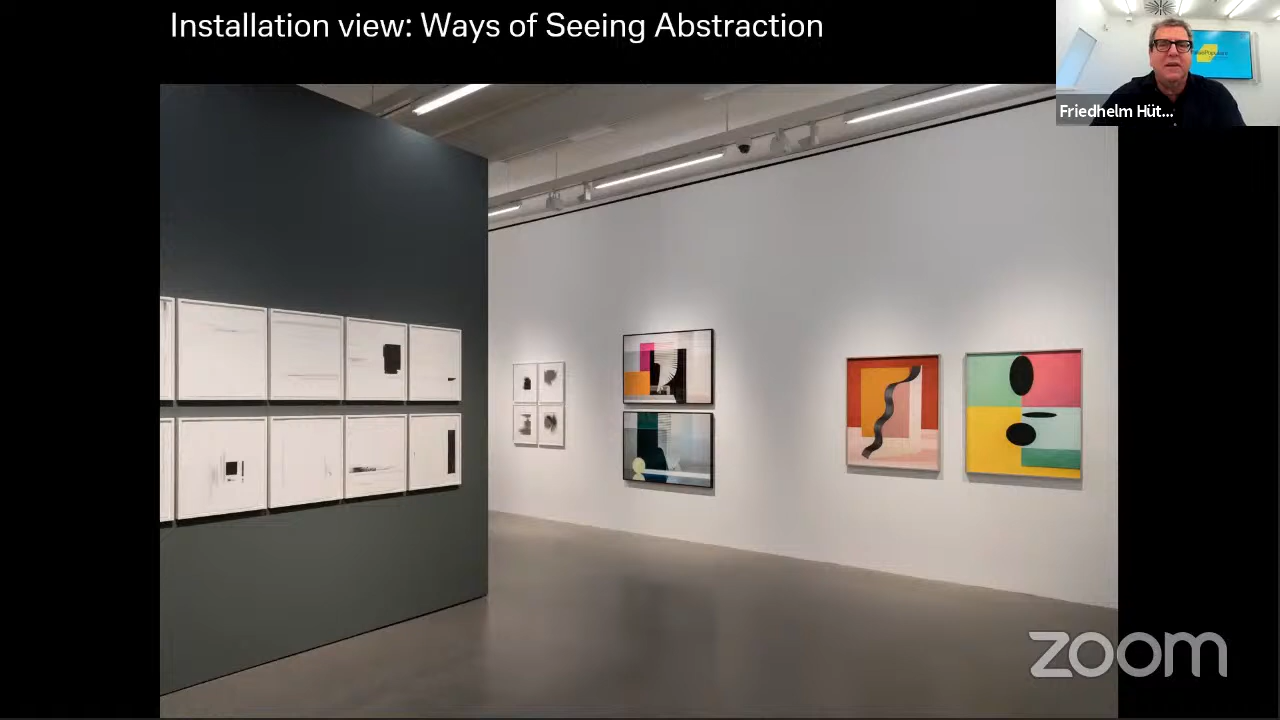 Installation view: Ways of Seeing Abstraction
Friedhelm Hüt...
zoom